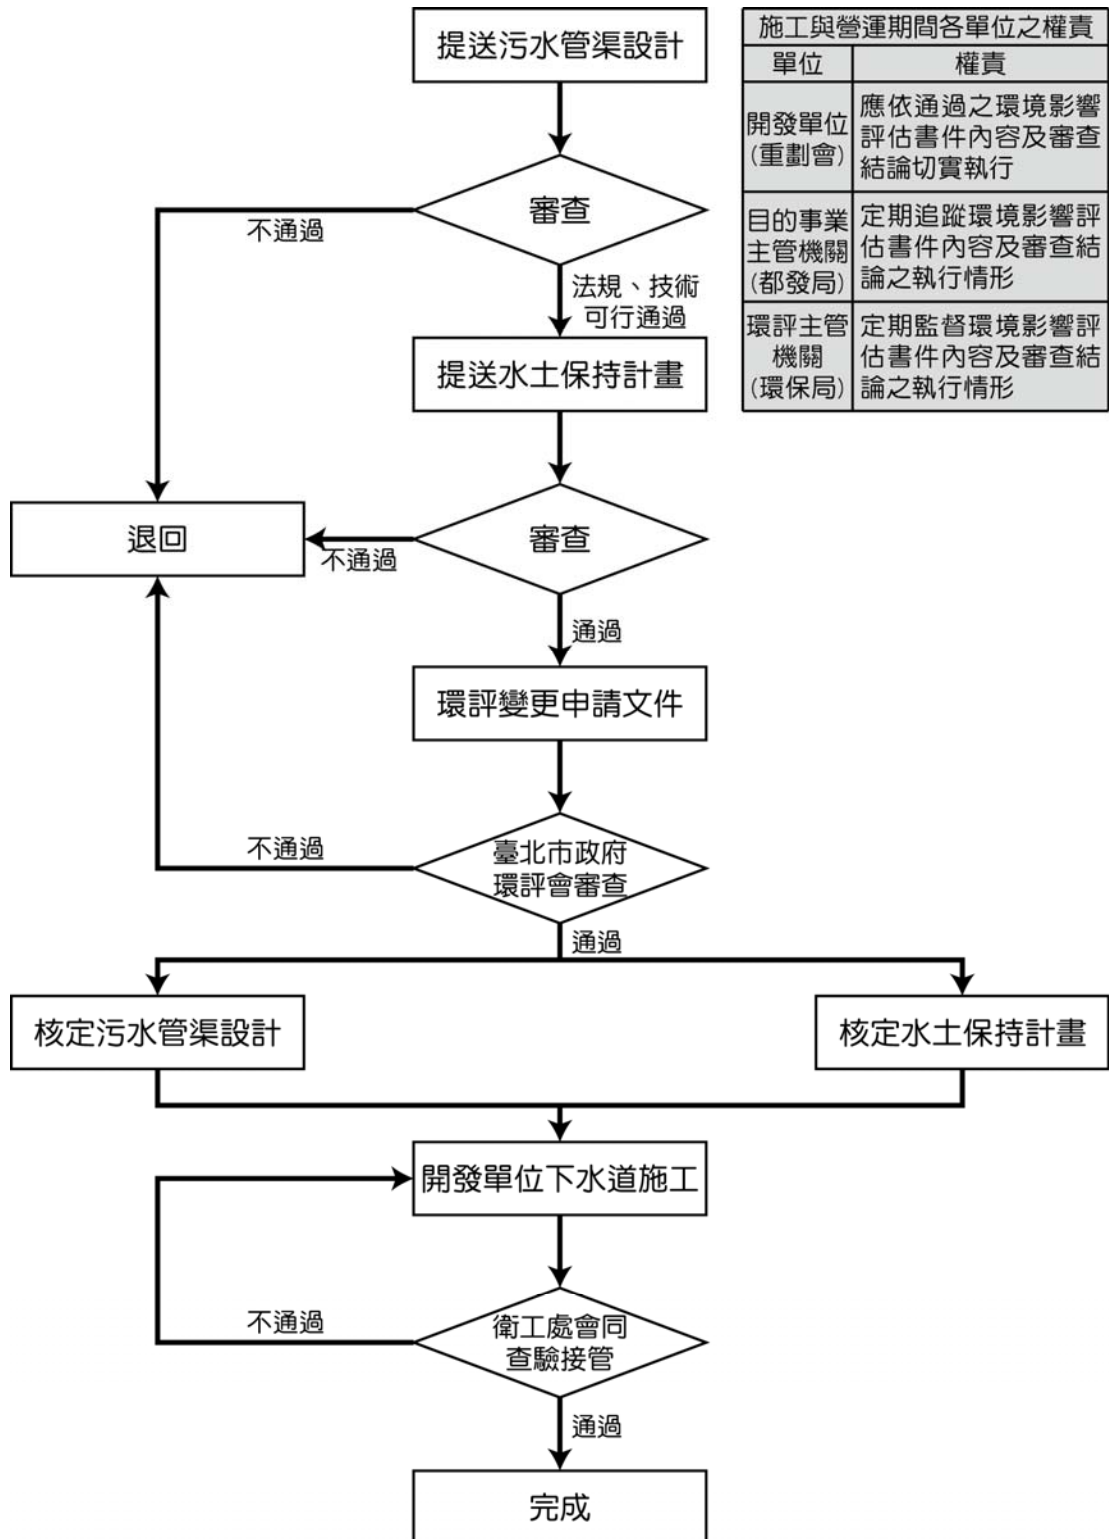 提送污水管渠設計
審查
不通過
法規、技術
可行通過
提送水土保持計畫
審查
不通過
退回
通過
環評變更申請文件
臺北市政府
環評會審查
不通過
通過
核定污水管渠設計
核定水土保持計畫
開發單位下水道施工
衛工處會同
查驗接管
不通過
通過
完成
施工與營運期間各單位之權責
單位
權責
開發單位
(重劃會)
應依通過之環境影響
評估書件內容及審查
結論切實執行
目的事業
主管機關
(都發局)
定期追蹤環境影響評
估書件內容及審查結
論之執行情形
環評主管
機關
(環保局)
定期監督環境影響評
估書件內容及審查結
論之執行情形